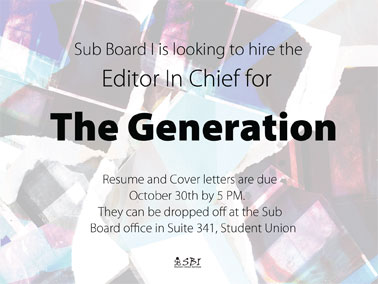 Sub Board I is looking to hire the
Editor In Chief for
The Generation
Resume and Cover letters are due
October 30th by 5 PM.
They can be dropped off at the Sub
Board office in Suite 341, Student Union
SBI